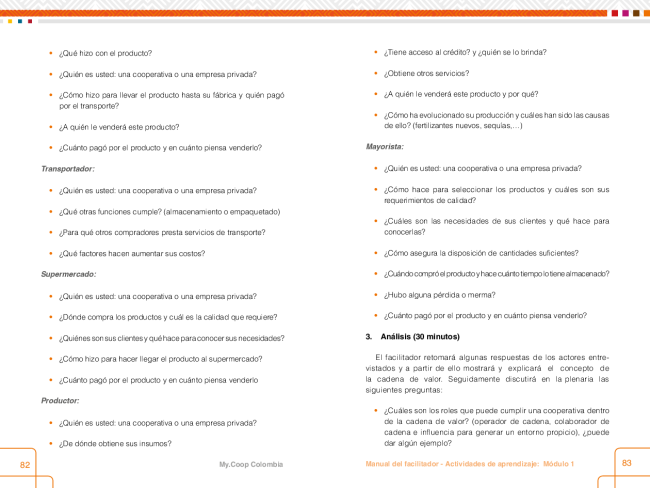 • ¿Qué hizo con el producto?
• ¿Quién es usted: una cooperativa o una empresa privada?
• ¿Cómo hizo para llevar el producto hasta su fábrica y quién pagó
por el transporte?
• ¿A quién le venderá este producto?
• ¿Cuánto pagó por el producto y en cuánto piensa venderlo?
Transportador:
• ¿Quién es usted: una cooperativa o una empresa privada?
• ¿Qué otras funciones cumple? (almacenamiento o empaquetado)
• ¿Para qué otros compradores presta servicios de transporte?
• ¿Qué factores hacen aumentar sus costos?
Supermercado:
• ¿Quién es usted: una cooperativa o una empresa privada?
• ¿Dónde compra los productos y cuál es la calidad que requiere?
• ¿Quiénes son sus clientes y qué hace para conocer sus necesidades?
• ¿Cómo hizo para hacer llegar el producto al supermercado?
• ¿Cuánto pagó por el producto y en cuánto piensa venderlo
Productor:
• ¿Quién es usted: una cooperativa o una empresa privada?
• ¿De dónde obtiene sus insumos?
82
My.Coop Colombia
• ¿Tiene acceso al crédito? y ¿quién se lo brinda?
• ¿Obtiene otros servicios?
• ¿A quién le venderá este producto y por qué?
• ¿Cómo ha evolucionado su producción y cuáles han sido las causas
de ello? (fertilizantes nuevos, sequías,…)
Mayorista:
• ¿Quién es usted: una cooperativa o una empresa privada?
• ¿Cómo hace para seleccionar los productos y cuáles son sus
requerimientos de calidad?
• ¿Cuáles son las necesidades de sus clientes y qué hace para
conocerlas?
• ¿Cómo asegura la disposición de cantidades suficientes?
• ¿Cuándo compró el producto y hace cuánto tiempo lo tiene almacenado?
• ¿Hubo alguna pérdida o merma?
• ¿Cuánto pagó por el producto y en cuánto piensa venderlo?
3. Análisis (30 minutos)
El facilitador retomará algunas respuestas de los actores entre-
vistados y a partir de ello mostrará y explicará el concepto de
la cadena de valor. Seguidamente discutirá en la plenaria las
siguientes preguntas:
• ¿Cuáles son los roles que puede cumplir una cooperativa dentro
de la cadena de valor? (operador de cadena, colaborador de
cadena e influencia para generar un entorno propicio), ¿puede
dar algún ejemplo?
Manual del facilitador - Actividades de aprendizaje: Módulo 1
83